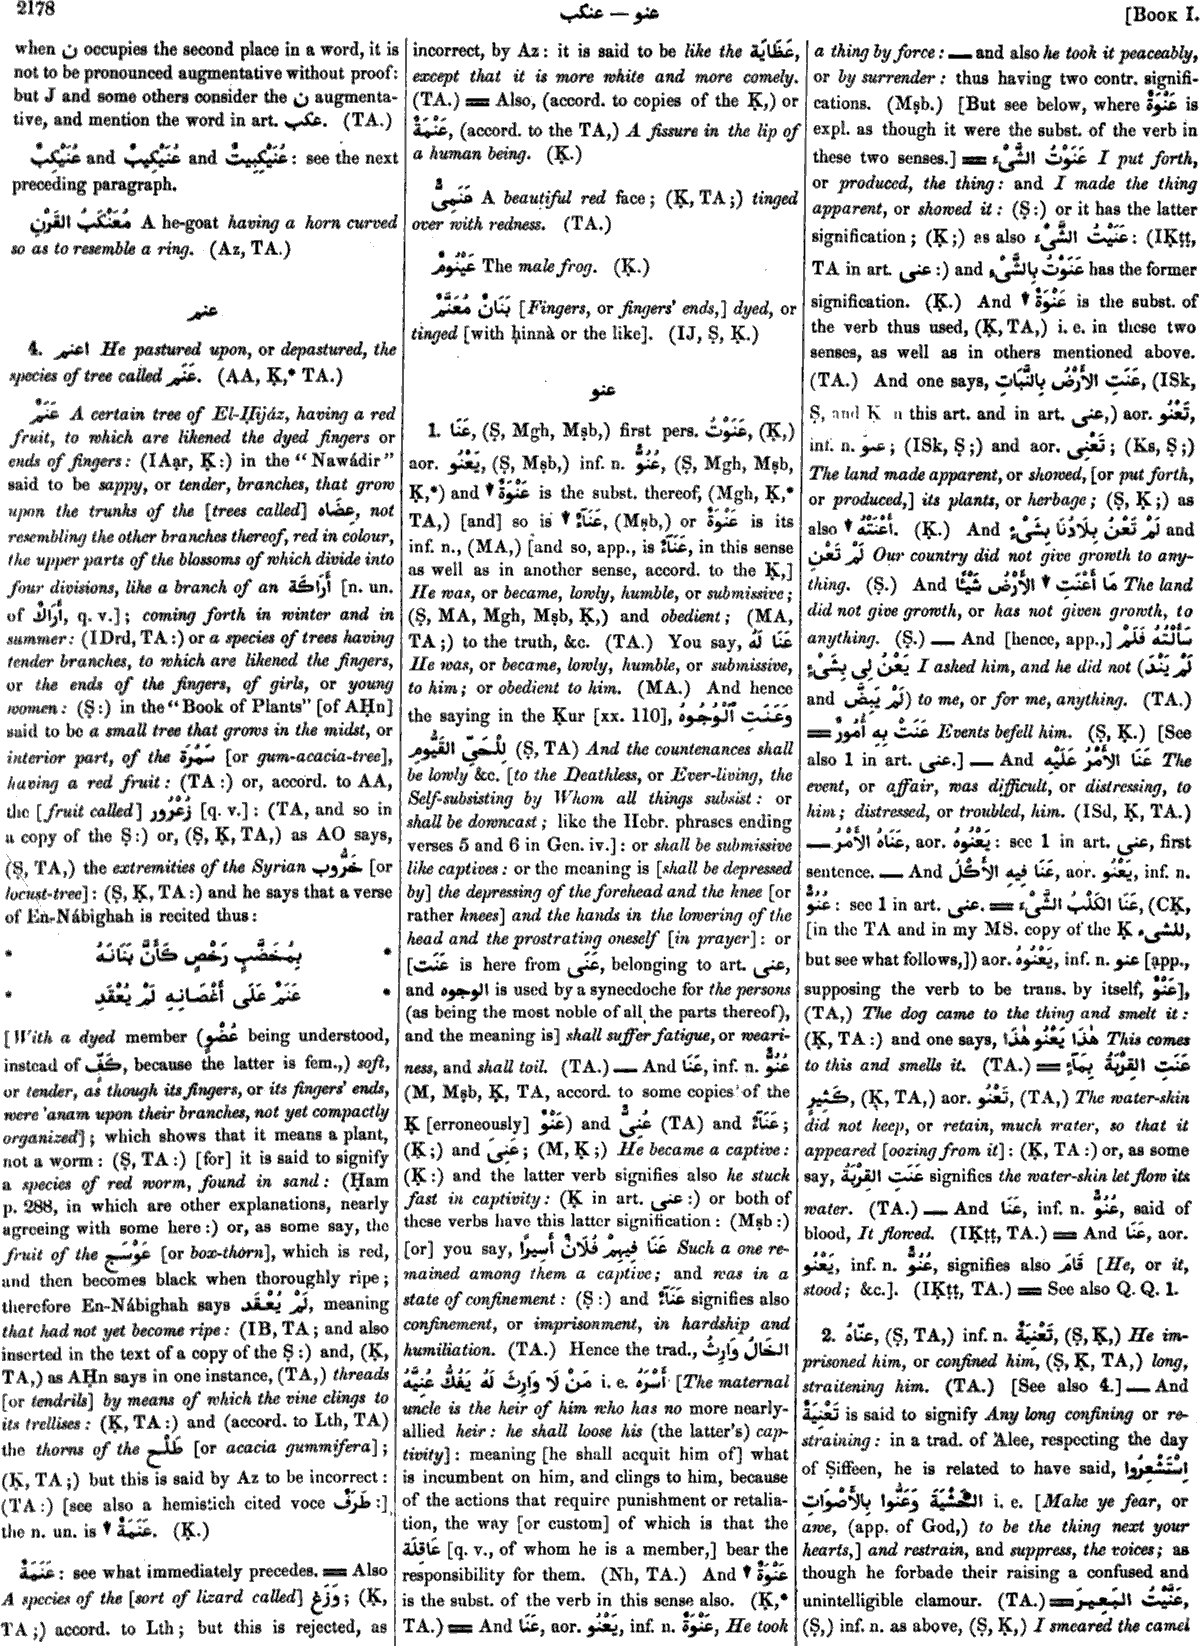 2178
عنو — عنكب
[Book I.
when ن occupies the second place in a word, it is
not to be pronounced augmentative without proof:
but J and some others consider the ن augmenta-
tive, and mention the word in art. عكب. (TA.)
عُنَيْكِبٌ and عُنَيْكِيبٌ and عُنَيْكِبِيتٌ: see the next
preceding paragraph.
مُعَنْكَبُ القَرْنِ A he-goat having a horn curved
so as to resemble a ring. (Az, TA.)
عنم
4. اعنم He pastured upon, or depastured, the
species of tree called عَنَم. (AA, Ḳ,* TA.)
عَنَمٌ A certain tree of El-Ḥijáz, having a red
fruit, to which are likened the dyed fingers or
ends of fingers: (IAạr, Ḳ:) in the "Nawádir"
said to be sappy, or tender, branches, that grow
upon the trunks of the [trees called] عِضَاه, not
resembling the other branches thereof, red in colour,
the upper parts of the blossoms of which divide into
four divisions, like a branch of an أَرَاكَة [n. un.
of أَرَاكٌ, q. v.]; coming forth in winter and in
summer: (IDrd, TA:) or a species of trees having
tender branches, to which are likened the fingers,
or the ends of the fingers, of girls, or young
women: (Ṣ:) in the "Book of Plants" [of AḤn]
said to be a small tree that grows in the midst, or
interior part, of the سَمُرَة [or gum-acacia-tree],
having a red fruit: (TA:) or, accord. to AA,
the [fruit called] زُعْرُور [q. v.]: (TA, and so in
a copy of the Ṣ:) or, (Ṣ, Ḳ, TA,) as AO says,
(Ṣ, TA,) the extremities of the Syrian خَرُّوب [or
locust-tree]: (Ṣ, Ḳ, TA:) and he says that a verse
of En-Nábighah is recited thus:
* بِمُخَضَّبٍ رَخْصٍ كَأَنَّ بَنَانَهُ *
* عَنَمٌ عَلَى أَغْصَانِهِ لَمْ يُعْقَدِ *
[With a dyed member (عُضْوٍ being understood,
instead of كَفٍّ, because the latter is fem.,) soft,
or tender, as though its fingers, or its fingers' ends,
were 'anam upon their branches, not yet compactly
organized]; which shows that it means a plant,
not a worm: (Ṣ, TA:) [for] it is said to signify
a species of red worm, found in sand: (Ḥam
p. 288, in which are other explanations, nearly
agreeing with some here:) or, as some say, the
fruit of the عَوْسَج [or box-thorn], which is red,
and then becomes black when thoroughly ripe;
therefore En-Nábighah says لَمْ يُعْقَد, meaning
that had not yet become ripe: (IB, TA; and also
inserted in the text of a copy of the Ṣ:) and, (Ḳ,
TA,) as AḤn says in one instance, (TA,) threads
[or tendrils] by means of which the vine clings to
its trellises: (Ḳ, TA:) and (accord. to Lth, TA)
the thorns of the طَلْح [or acacia gummifera];
(Ḳ, TA;) but this is said by Az to be incorrect:
(TA:) [see also a hemistich cited voce طَرَفٌ:]
the n. un. is ▼ عَنَمَةٌ. (Ḳ.)
عَنَمَةٌ: see what immediately precedes. = Also
A species of the [sort of lizard called] وَزَغ; (Ḳ,
TA;) accord. to Lth; but this is rejected, as
incorrect, by Az: it is said to be like the عَظَايَة,
except that it is more white and more comely.
(TA.) = Also, (accord. to copies of the Ḳ,) or
عَنْمَةٌ, (accord. to the TA,) A fissure in the lip of
a human being. (Ḳ.)
عَنَمِىٌّ A beautiful red face; (Ḳ, TA;) tinged
over with redness. (TA.)
عَيْنُومٌ The male frog. (Ḳ.)
بَنَانٌ مُعَنَّمٌ [Fingers, or fingers' ends,] dyed, or
tinged [with ḥinnà or the like]. (IJ, Ṣ, Ḳ.)
عنو
1. عَنَا, (Ṣ, Mgh, Mṣb,) first pers. عَنَوْتُ, (Ḳ,)
aor. يَعْنُو, (Ṣ, Mṣb,) inf. n. عُنُوٌّ, (Ṣ, Mgh, Mṣb,
Ḳ,*) and ▼ عَنْوَةٌ is the subst. thereof, (Mgh, Ḳ,*
TA,) [and] so is ▼ عَنَآءٌ, (Mṣb,) or عَنْوَةٌ is its
inf. n., (MA,) [and so, app., is عَنَآءٌ, in this sense
as well as in another sense, accord. to the Ḳ,]
He was, or became, lowly, humble, or submissive;
(Ṣ, MA, Mgh, Mṣb, Ḳ,) and obedient; (MA,
TA;) to the truth, &c. (TA.) You say, عَنَا لَهُ
He was, or became, lowly, humble, or submissive,
to him; or obedient to him. (MA.) And hence
the saying in the Ḳur [xx. 110], وَعَنَتِ ٱلْوُجُوهُ
لِلْحَىِّ القَيُّومِ (Ṣ, TA) And the countenances shall
be lowly &c. [to the Deathless, or Ever-living, the
Self-subsisting by Whom all things subsist: or
shall be downcast; like the Hebr. phrases ending
verses 5 and 6 in Gen. iv.]: or shall be submissive
like captives: or the meaning is [shall be depressed
by] the depressing of the forehead and the knee [or
rather knees] and the hands in the lowering of the
head and the prostrating oneself [in prayer]: or
[عَنَت is here from عَنَى, belonging to art. عنى,
and الوجوه is used by a synecdoche for the persons
(as being the most noble of all the parts thereof),
and the meaning is] shall suffer fatigue, or weari-
ness, and shall toil. (TA.) — And عَنَا, inf. n. عُنُوٌّ
(M, Mṣb, Ḳ, TA, accord. to some copies of the
Ḳ [erroneously] عَنْوٌ) and عُنِىٌّ (TA) and عَنَآءٌ;
(Ḳ;) and عَنِىَ; (M, Ḳ;) He became a captive:
(Ḳ:) and the latter verb signifies also he stuck
fast in captivity: (Ḳ in art. عنى:) or both of
these verbs have this latter signification: (Mṣb:)
[or] you say, عَنَا فِيهِمْ فُلَانٌ أَسِيرًا Such a one re-
mained among them a captive; and was in a
state of confinement: (Ṣ:) and عَنَآءٌ signifies also
confinement, or imprisonment, in hardship and
humiliation. (TA.) Hence the trad., الخَالُ وَارِثُ
مَنْ لَا وَارِثَ لَهُ يَفُكُّ عُنِيَّهُ i. e. أَسْرَهُ [The maternal
uncle is the heir of him who has no more nearly-
allied heir: he shall loose his (the latter's) cap-
tivity]: meaning [he shall acquit him of] what
is incumbent on him, and clings to him, because
of the actions that require punishment or retalia-
tion, the way [or custom] of which is that the
عَاقِلَة [q. v., of whom he is a member,] bear the
responsibility for them. (Nh, TA.) And ▼ عَنْوَةٌ
is the subst. of the verb in this sense also. (Ḳ,*
TA.) = And عَنَا, aor. يَعْنُو, inf. n. عَنْوَةٌ, He took
a thing by force: — and also he took it peaceably,
or by surrender: thus having two contr. signifi-
cations. (Mṣb.) [But see below, where عَنْوَةٌ is
expl. as though it were the subst. of the verb in
these two senses.] = عَنَوْتُ الشَّىْءَ I put forth,
or produced, the thing: and I made the thing
apparent, or showed it: (Ṣ:) or it has the latter
signification; (Ḳ;) as also عَنَيْتُ الشَّىْءَ: (IḲṭṭ,
TA in art. عنى:) and عَنَوْتُ بِالشَّىْءِ has the former
signification. (Ḳ.) And ▼ عَنْوَةٌ is the subst. of
the verb thus used, (Ḳ, TA,) i. e. in these two
senses, as well as in others mentioned above.
(TA.) And one says, عَنَتِ الأَرْضُ بِالنَّبَاتِ, (ISk,
Ṣ, and Ḳ in this art. and in art. عنى,) aor. تَعْنُو,
inf. n. عنو; (ISk, Ṣ;) and aor. تَعْنِى; (Ks, Ṣ;)
The land made apparent, or showed, [or put forth,
or produced,] its plants, or herbage; (Ṣ, Ḳ;) as
also ▼ أَعْنَتْهُ. (Ḳ.) And لَمْ تَعْنُ بِلَادُنَا بِشَىْءٍ and
لَمْ تَعْنِ Our country did not give growth to any-
thing. (Ṣ.) And مَا أَعْنَتِ ▼ الأَرْضُ شَيْئًا The land
did not give growth, or has not given growth, to
anything. (Ṣ.) — And [hence, app.,] سَأَلْتُهُ فَلَمْ
يَعْنُ لِى بِشَىْءٍ I asked him, and he did not (لَمْ يَنْدَ
and لَمْ يَبِضَّ) to me, or for me, anything. (TA.)
= عَنَتْ بِهِ أُمُورٌ Events befell him. (Ṣ, Ḳ.) [See
also 1 in art. عنى.] — And عَنَا الأَمْرُ عَلَيْهِ The
event, or affair, was difficult, or distressing, to
him; distressed, or troubled, him. (ISd, Ḳ, TA.)
— عَنَاهُ الأَمْرُ, aor. يَعْنُوهُ: see 1 in art. عنى, first
sentence. — And عَنَا فِيهِ الأَكْلُ, aor. يَعْنُو, inf. n.
عُنُوٌّ: see 1 in art. عنى. = عَنَا الكَلْبُ الشَّىْءَ, (CḲ,
[in the TA and in my MS. copy of the Ḳ للشىء,
but see what follows,]) aor. يَعْنُوهُ, inf. n. عنو [app.,
supposing the verb to be trans. by itself, عَنْوٌ],
(TA,) The dog came to the thing and smelt it:
(Ḳ, TA:) and one says, هٰذَا يَعْنُو هٰذَا This comes
to this and smells it. (TA.) = عَنَتِ القِرْبَةُ بِمَآءٍ
كَثِيرٍ, (Ḳ, TA,) aor. تَعْنُو, (TA,) The water-skin
did not keep, or retain, much water, so that it
appeared [oozing from it]: (Ḳ, TA:) or, as some
say, عَنَتِ القِرْبَةُ signifies the water-skin let flow its
water. (TA.) — And عَنَا, inf. n. عُنُوٌّ, said of
blood, It flowed. (IḲṭṭ, TA.) = And عَنَا, aor.
يَعْنُو, inf. n. عُنُوٌّ, signifies also قَامَ [He, or it,
stood; &c.]. (IḲṭṭ, TA.) = See also Q. Q. 1.
2. عَنَّاهُ, (Ṣ, TA,) inf. n. تَعْنِيَةٌ, (Ṣ, Ḳ,) He im-
prisoned him, or confined him, (Ṣ, Ḳ, TA,) long,
straitening him. (TA.) [See also 4.] — And
تَعْنِيَةٌ is said to signify Any long confining or re-
straining: in a trad. of 'Alee, respecting the day
of Ṣiffeen, he is related to have said, اِسْتَشْعِرُوا
الخَشْيَةَ وَعَنُّوا بِالأَصْوَاتِ i. e. [Make ye fear, or
awe, (app. of God,) to be the thing next your
hearts,] and restrain, and suppress, the voices; as
though he forbade their raising a confused and
unintelligible clamour. (TA.) = عَنَّيْتُ البَعِيرَ,
(Ṣ,) inf. n. as above, (Ṣ, Ḳ,) I smeared the camel